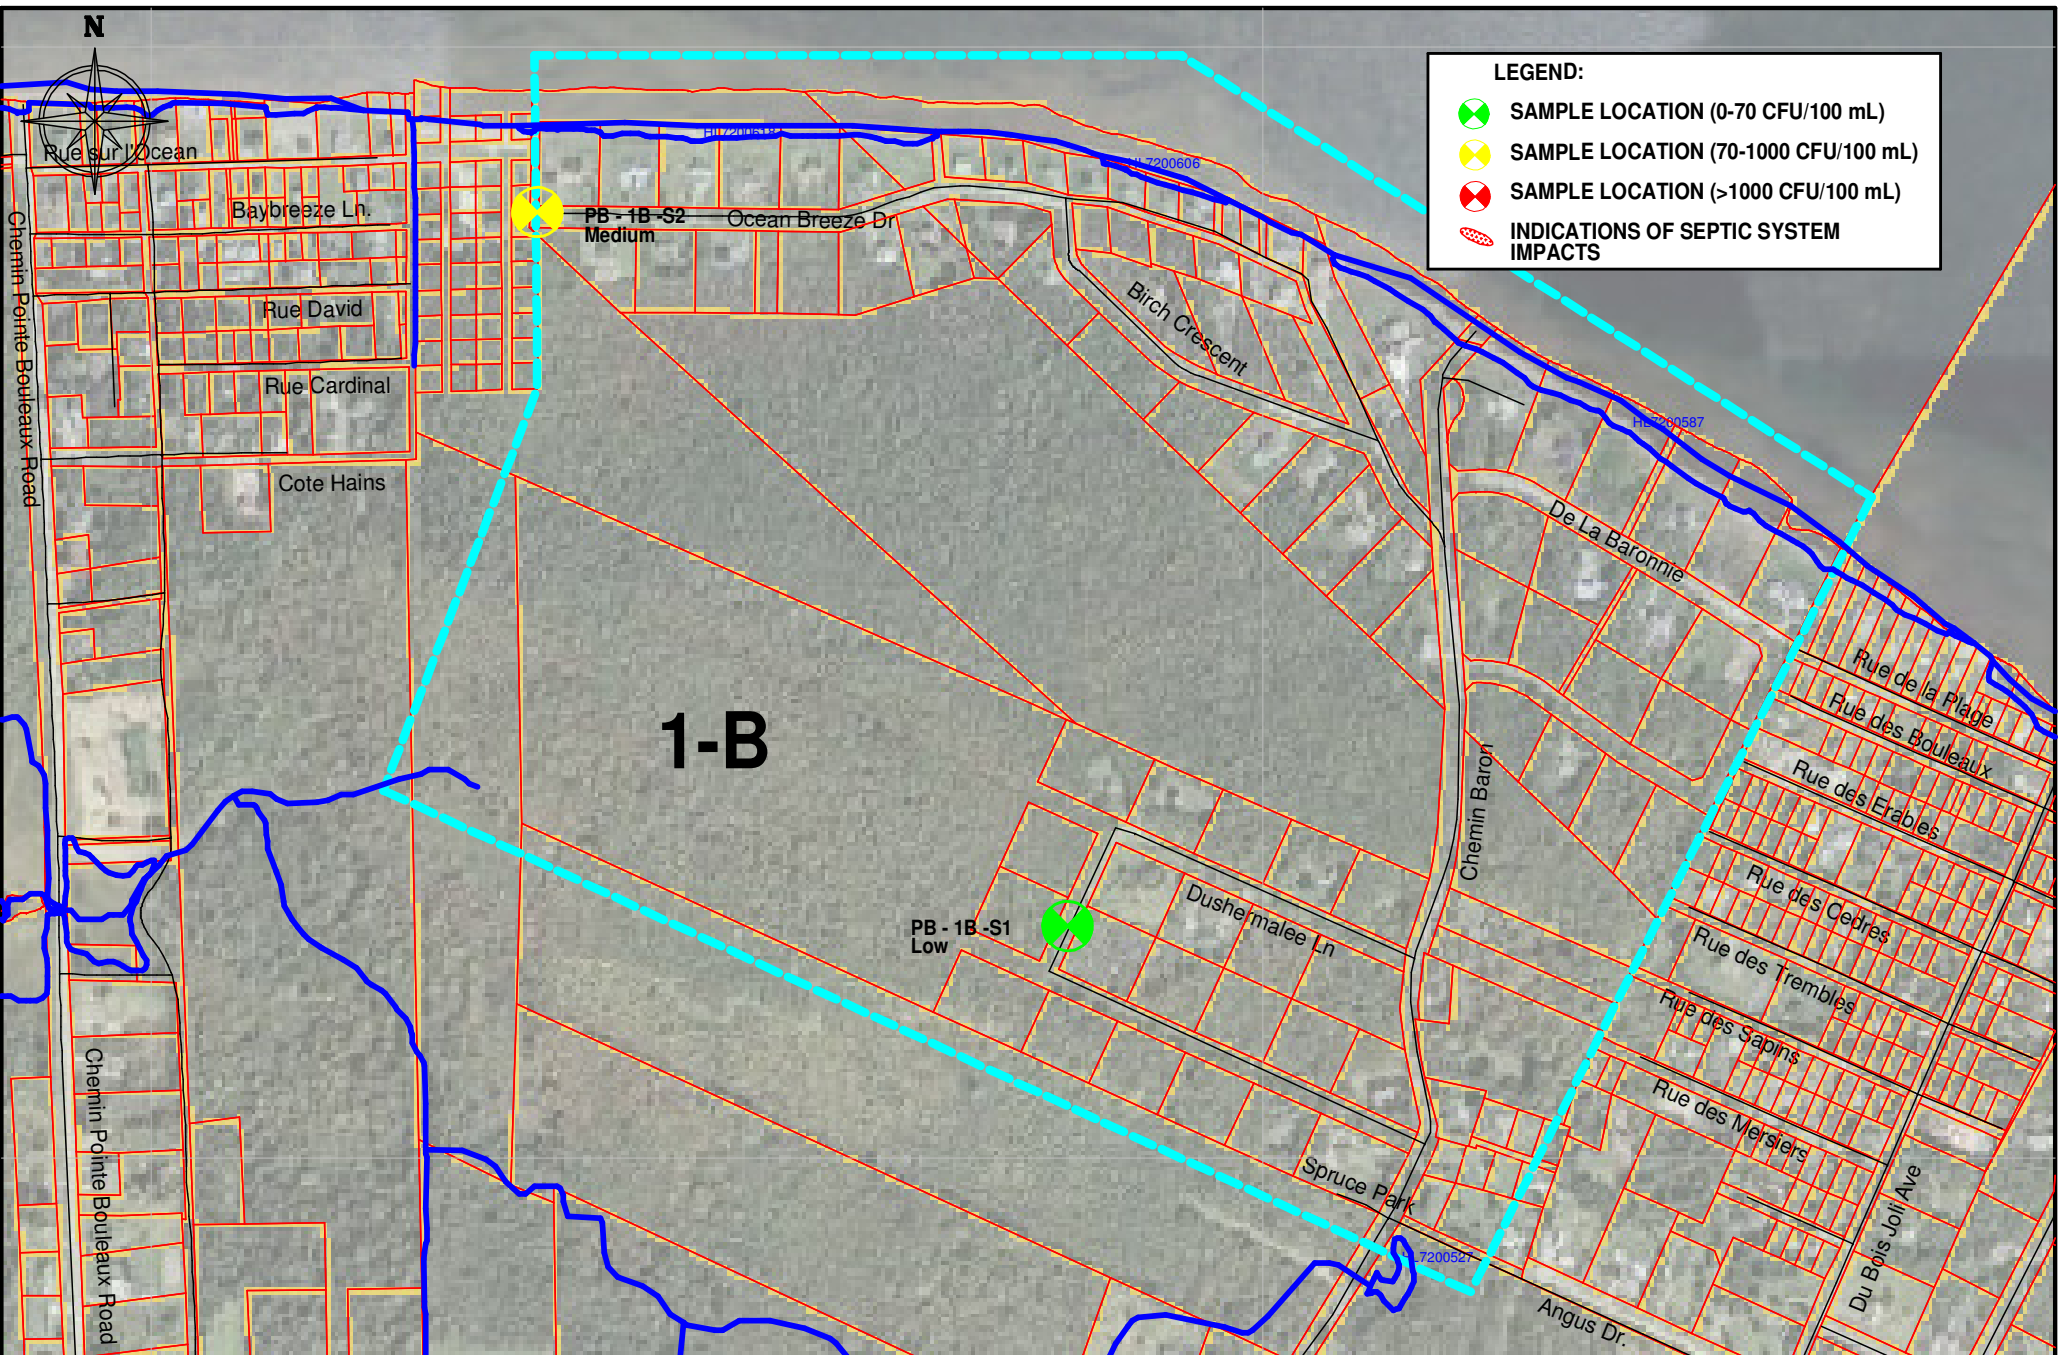 N
LEGEND:
SAMPLE LOCATION (0-70 CFU/100 mL)
SAMPLE LOCATION (70-1000 CFU/100 mL)
SAMPLE LOCATION (>1000 CFU/100 mL)
INDICATIONS OF SEPTIC SYSTEM
IMPACTS
Rue sur l'Ocean
Baybreeze Ln.
Rue David
Rue Cardinal
Cote Hains
Chemin Pointe Bouleaux Road
PB - 1B -S2
Medium
Ocean Breeze Dr
HL7200606
Birch Crescent
HL7200587
De La Baronnie
1-B
Chemin Baron
Rue de la Plage
Rue des Bouleaux
Rue des Erables
Rue des Cedres
Rue des Trembles
Rue des Sapins
Rue des Mersiers
PB - 1B -S1
Low
Dushermalee Ln
Spruce Park
HL7200527
Angus Dr.
Du Bois Joli Ave
Chemin Pointe Bouleaux Road